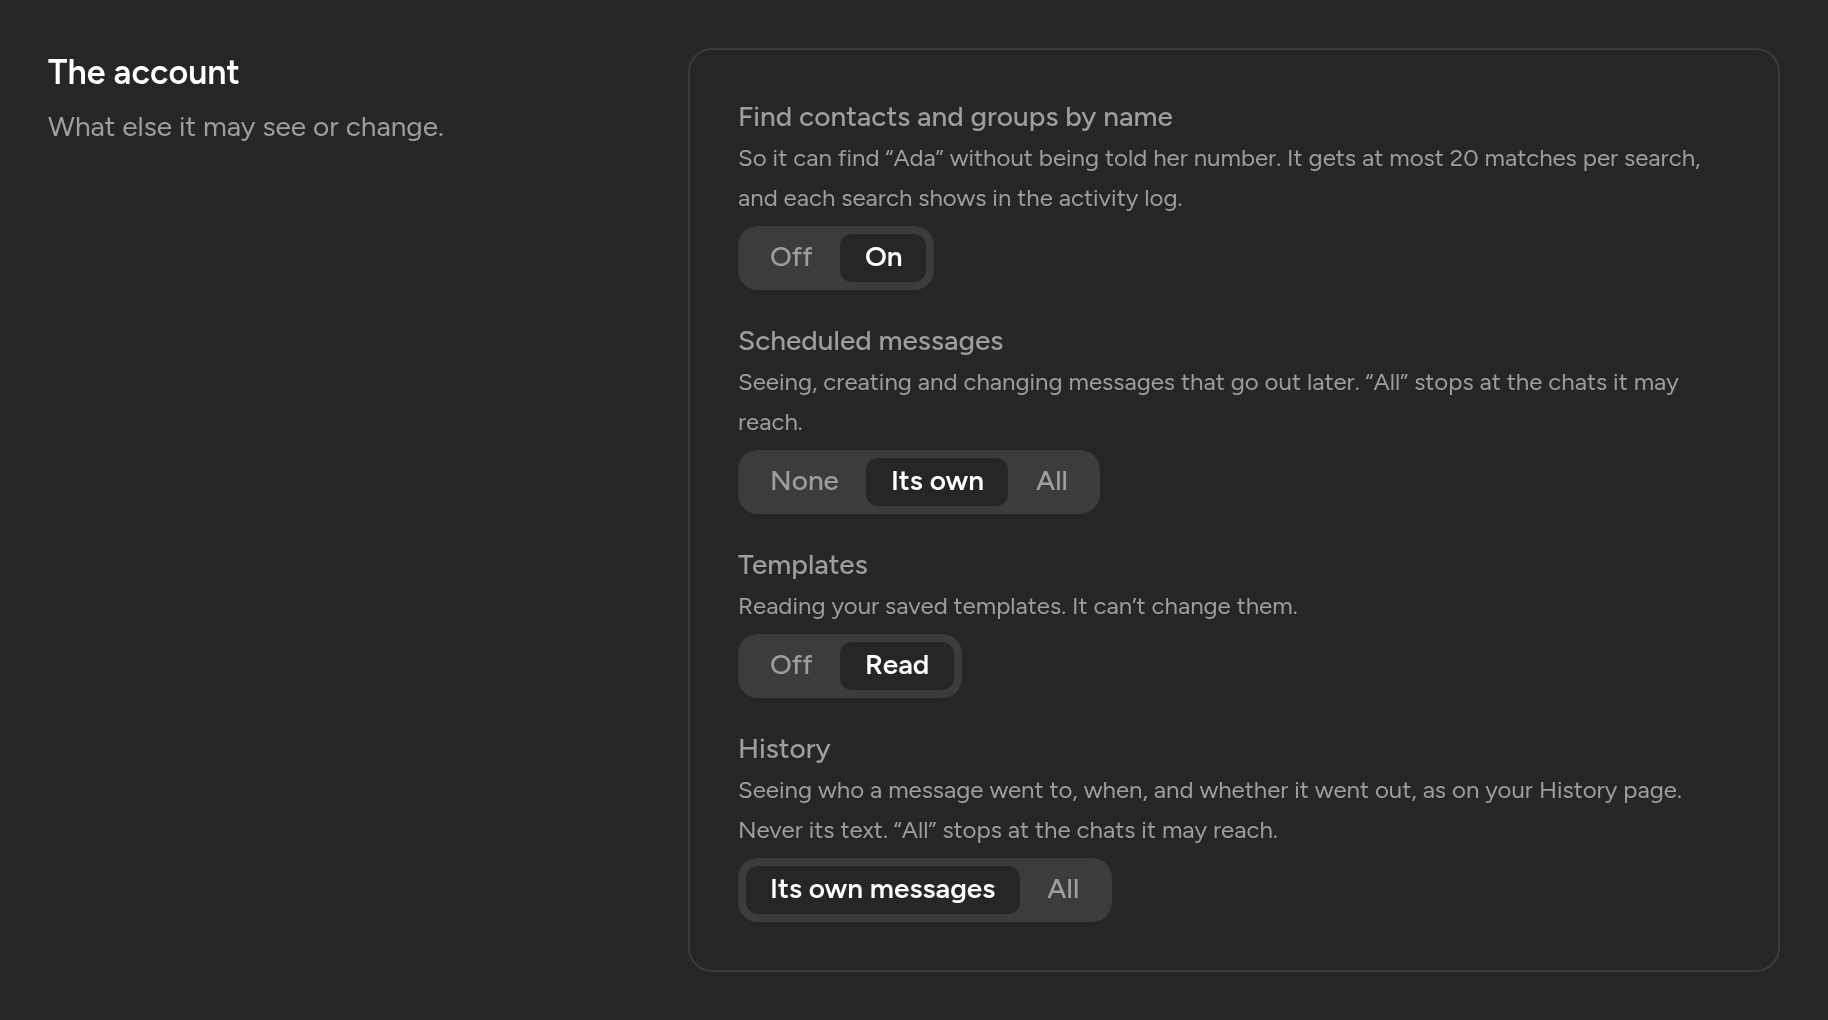 The account
What else it may see or change.
Find contacts and groups by name
So it can find “Ada” without being told her number. It gets at most 20 matches per search,
and each search shows in the activity log.
Off On
Scheduled messages
Seeing, creating and changing messages that go out later. “All” stops at the chats it may
reach.
None Its own All
Templates
Reading your saved templates. It can’t change them.
Off Read
History
Seeing who a message went to, when, and whether it went out, as on your History page.
Never its text. “All” stops at the chats it may reach.
Its own messages All